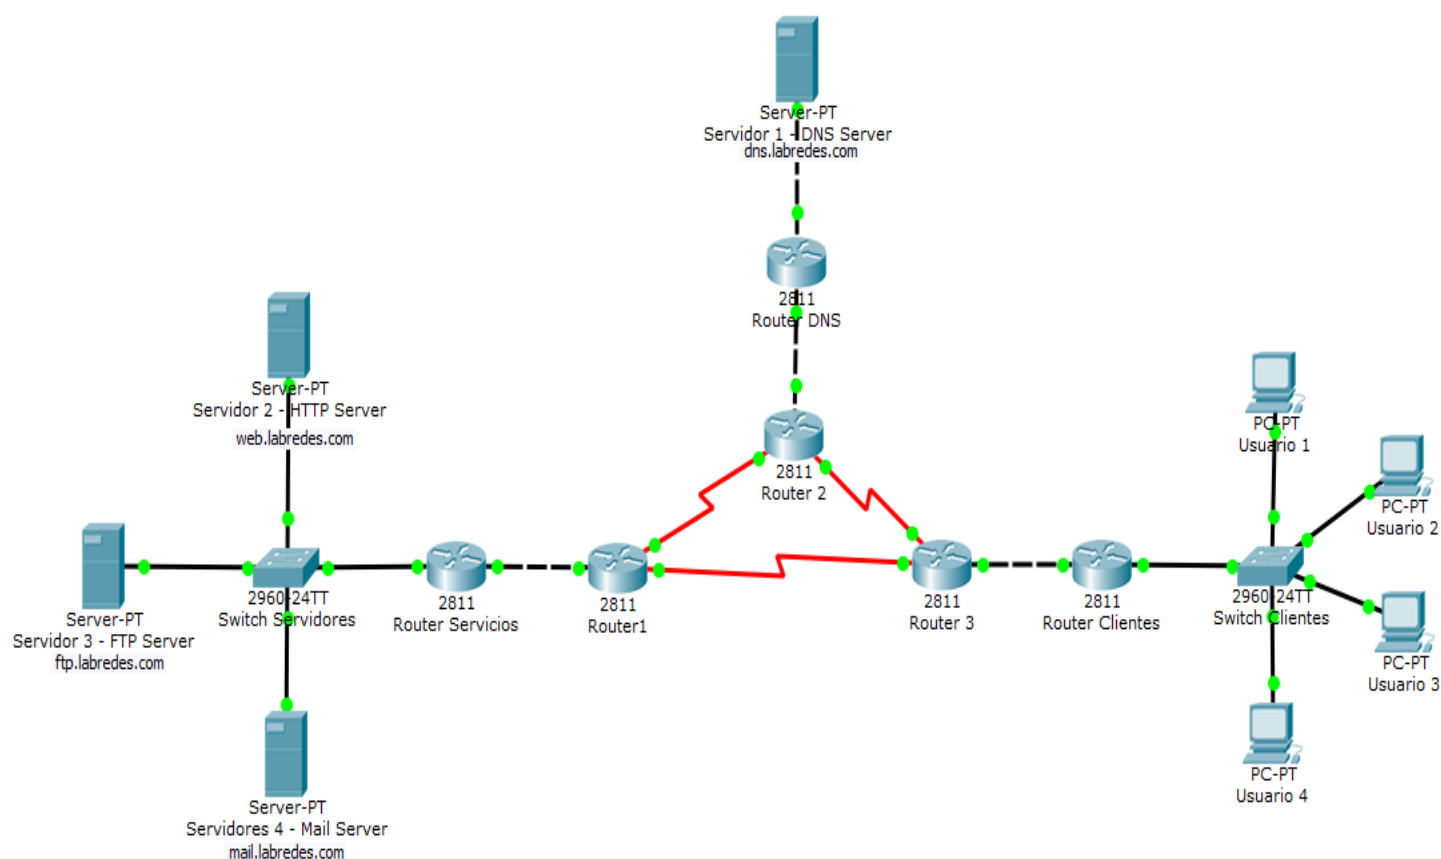 Server-PT
Servidor 1 - DNS Server
dns.labredes.com
2811
Router DNS
Server-PT
Servidor 2 - HTTP Server
web.labredes.com
2811
Router 2
PC-PT
Usuario 1
PC-PT
Usuario 2
Server-PT
Servidor 3 - FTP Server
ftp.labredes.com
2960-24TT
Switch Servidores
2811
Router Servicios
2811
Router1
2811
Router 3
2811
Router Clientes
2960-24TT
Switch Clientes
PC-PT
Usuario 3
PC-PT
Usuario 4
Server-PT
Servidores 4 - Mail Server
mail.labredes.com